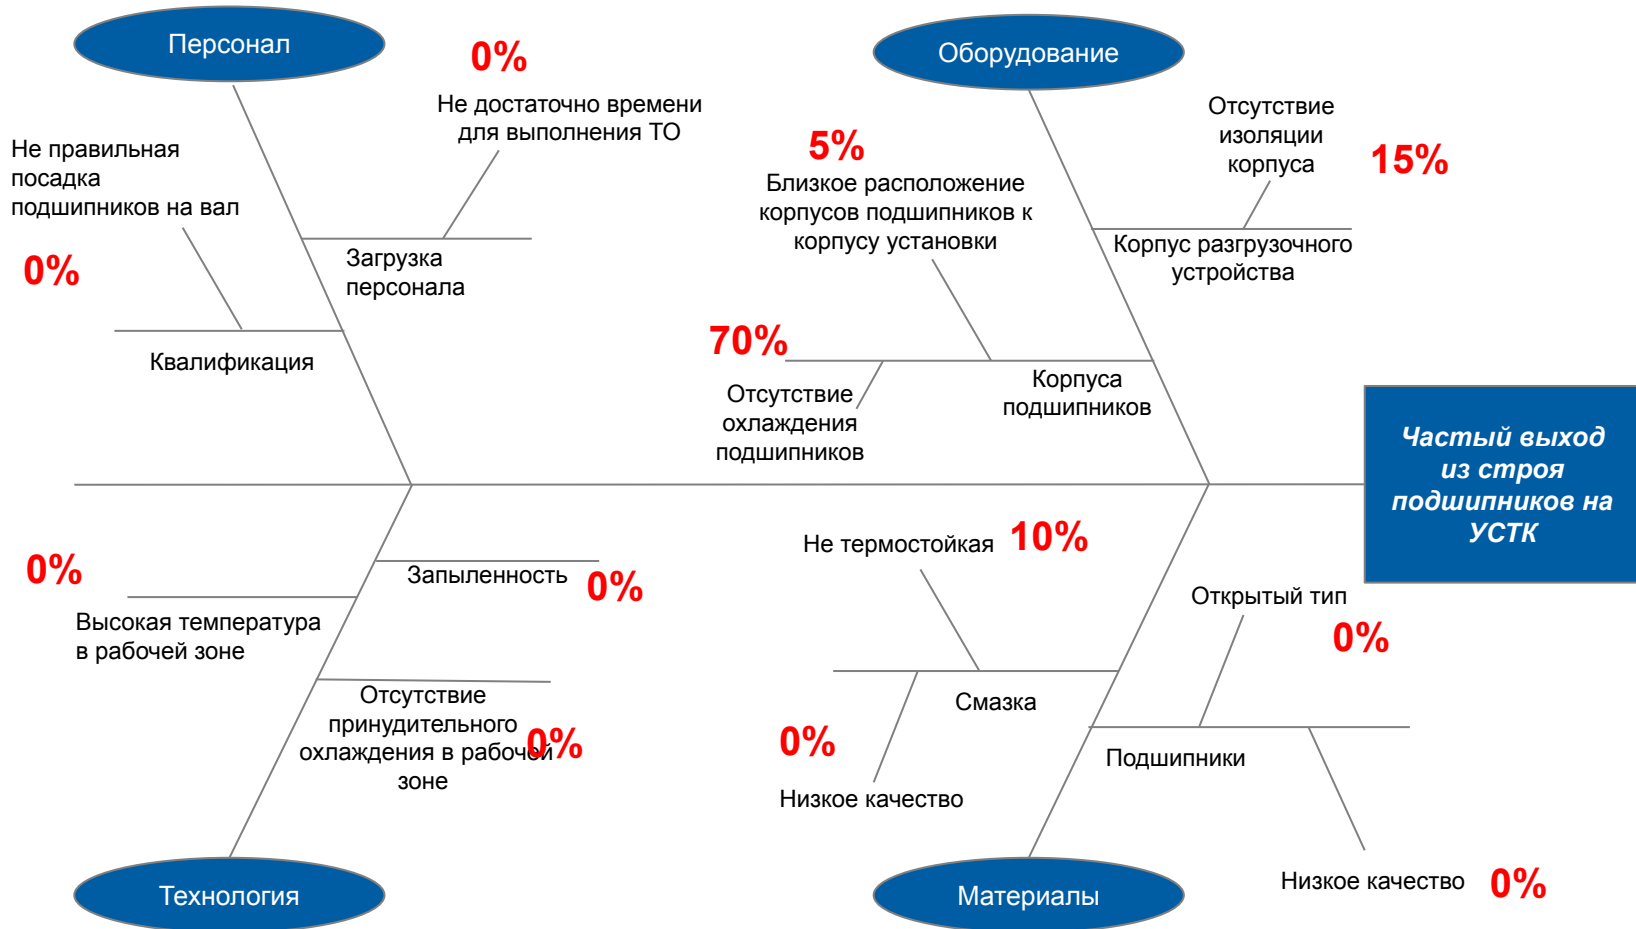 Персонал
0%
Не достаточно времени
для выполнения ТО
Не правильная
посадка
подшипников на вал
0%
Загрузка
персонала
Квалификация
Оборудование
Отсутствие
изоляции
корпуса
15%
5%
Близкое расположение
корпусов подшипников к
корпусу установки
Корпус разгрузочного
устройства
70%
Отсутствие
охлаждения
подшипников
Корпуса
подшипников
Частый выход
из строя
подшипников на
УСТК
0%
Высокая температура
в рабочей зоне
Запыленность
0%
Отсутствие
принудительного
охлаждения в рабочей
зоне
0%
Технология
Не термостойкая
10%
Открытый тип
0%
Смазка
0%
Низкое качество
Подшипники
Низкое качество
0%
Материалы